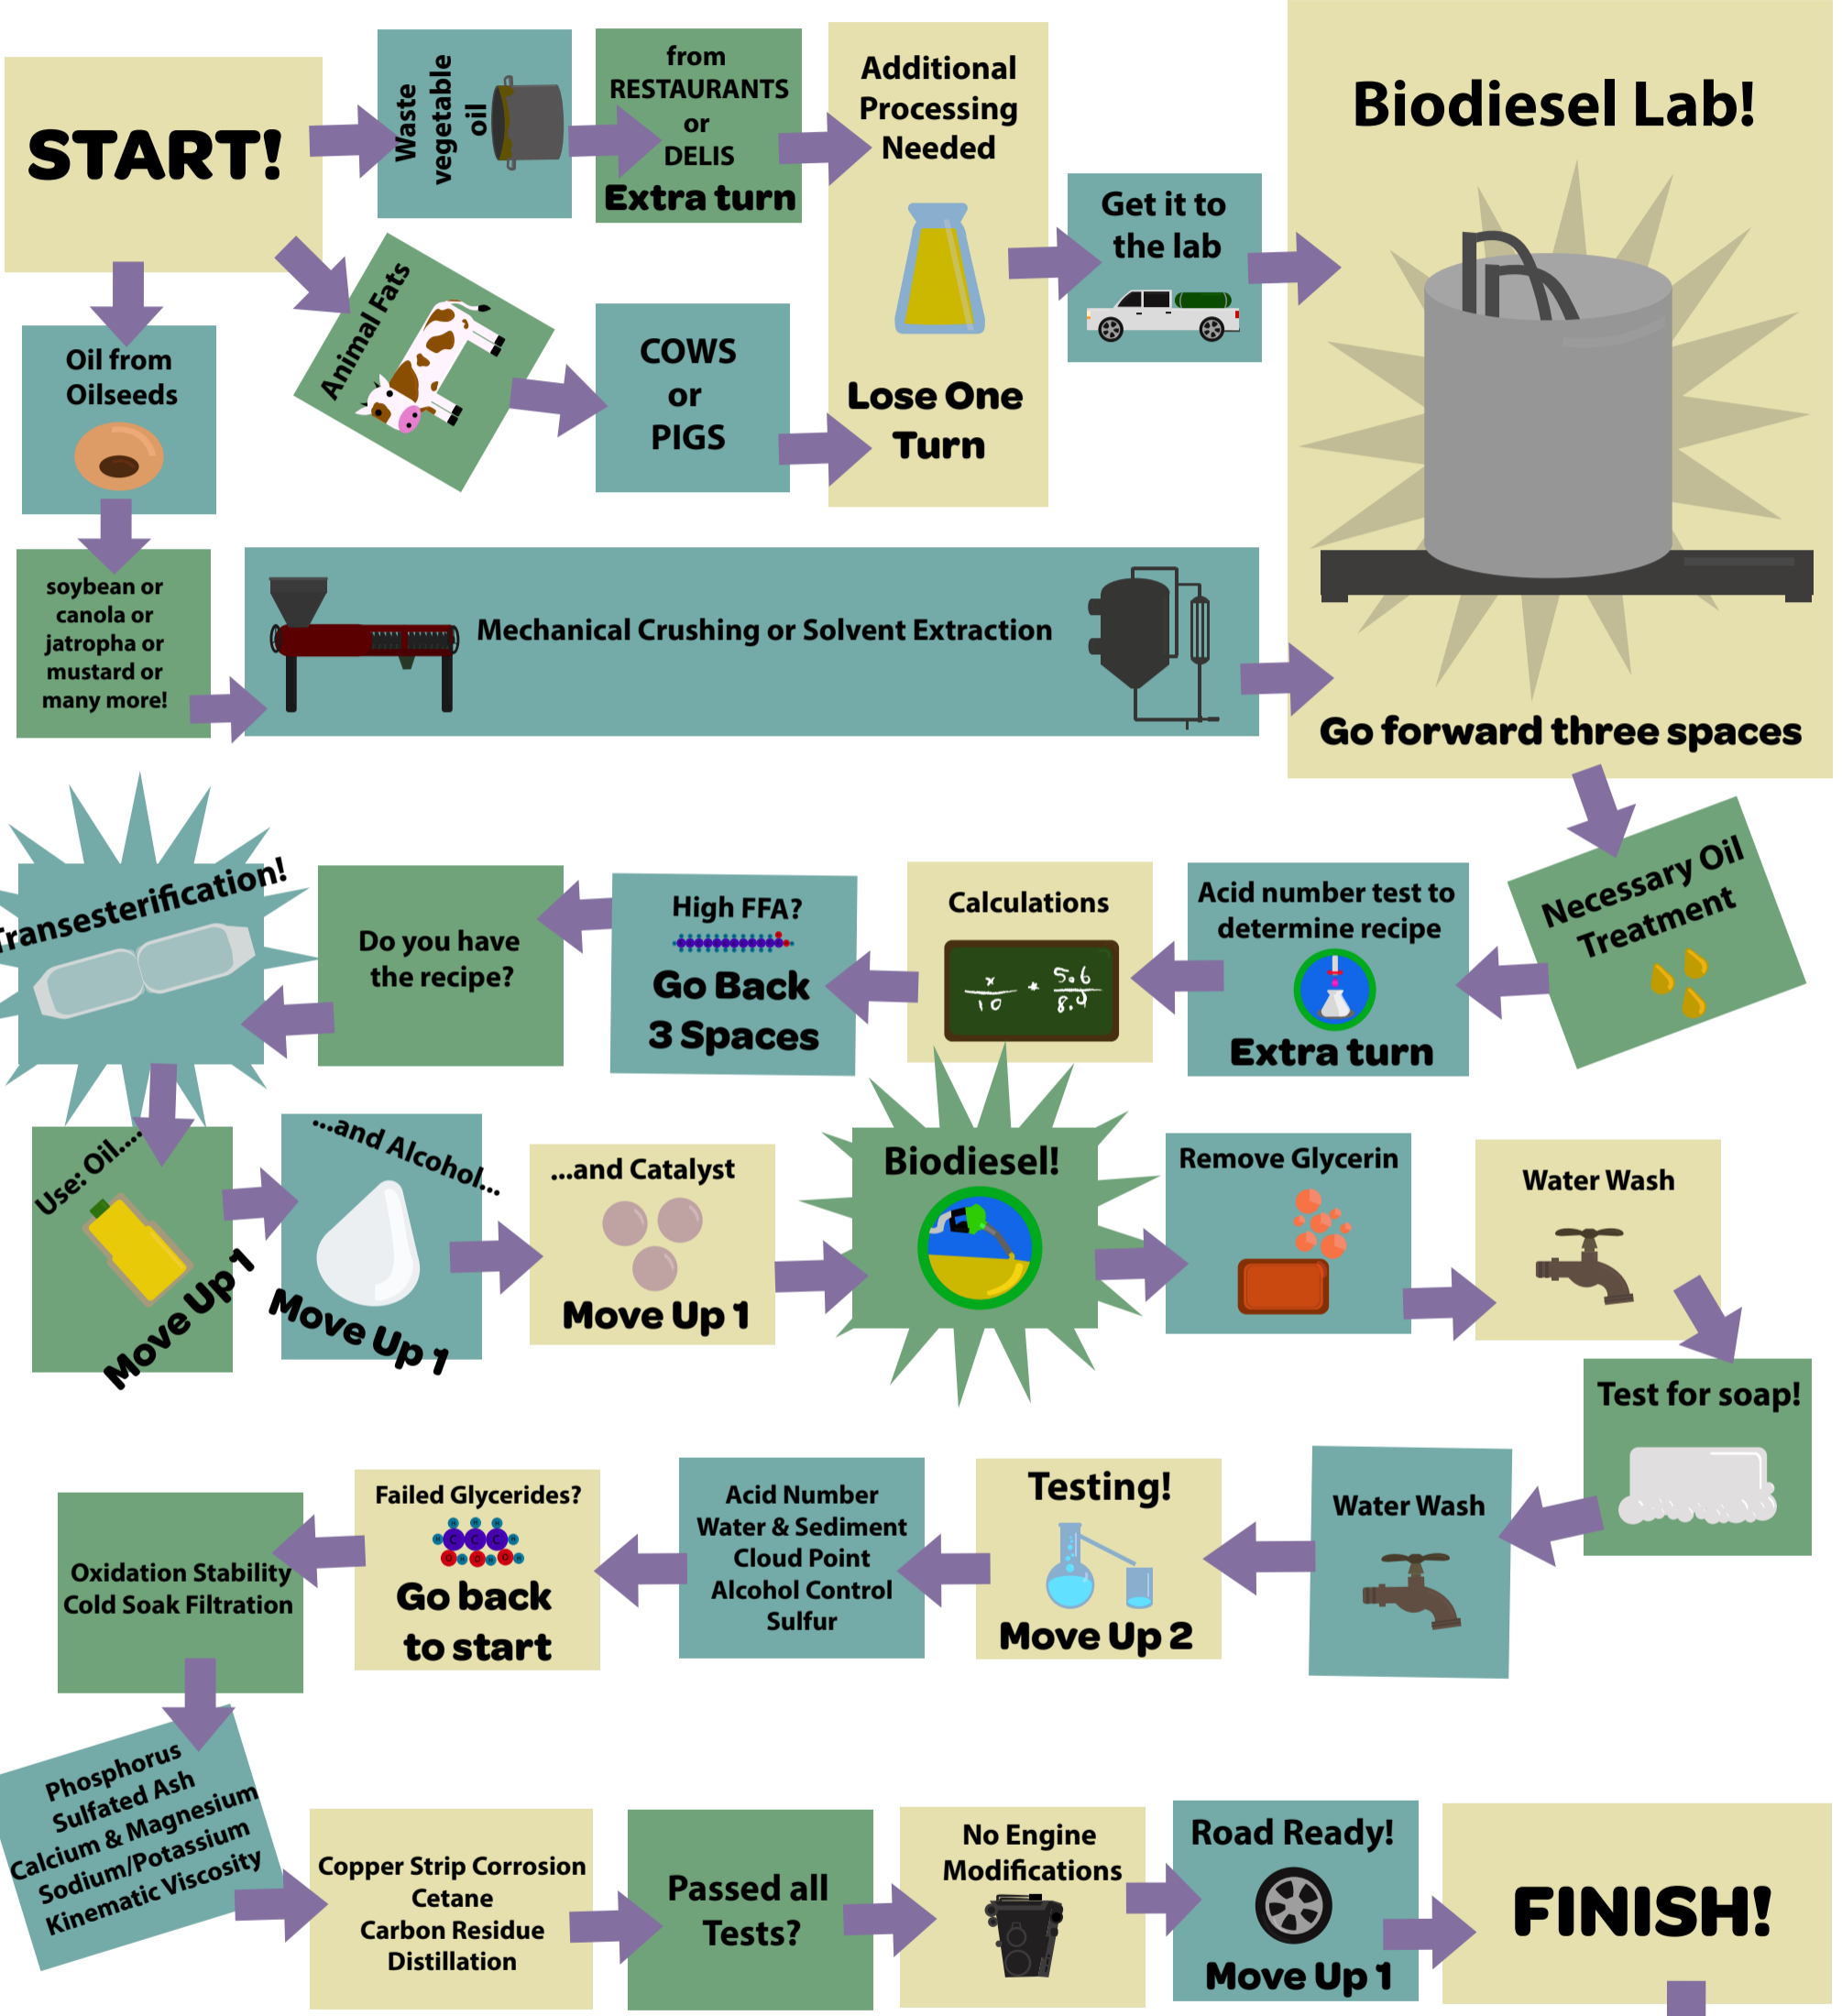 START!
Waste
vegetable
oil
from
RESTAURANTS
or
DELIS
Extra turn
Additional
Processing
Needed
Lose One
Turn
Get it to
the lab
Biodiesel Lab!
Go forward three spaces
Animal Fats
COWS
or
PIGS
Oil from
Oilseeds
soybean or
canola or
jatropha or
mustard or
many more!
Mechanical Crushing or Solvent Extraction
Necessary Oil
Treatment
Acid number test to
determine recipe
Extra turn
Calculations
x/10 * 5.6/8.9
High FFA?
Go Back
3 Spaces
Do you have
the recipe?
Transesterification!
Use: Oil....
Move Up 1
...and Alcohol...
Move Up 1
...and Catalyst
Move Up 1
Biodiesel!
Remove Glycerin
Water Wash
Test for soap!
Water Wash
Testing!
Move Up 2
Acid Number
Water & Sediment
Cloud Point
Alcohol Control
Sulfur
Failed Glycerides?
H H H
H C C C H
O H O H O H
Go back
to start
Oxidation Stability
Cold Soak Filtration
Phosphorus
Sulfated Ash
Calcium & Magnesium
Sodium/Potassium
Kinematic Viscosity
Copper Strip Corrosion
Cetane
Carbon Residue
Distillation
Passed all
Tests?
No Engine
Modifications
Road Ready!
Move Up 1
FINISH!